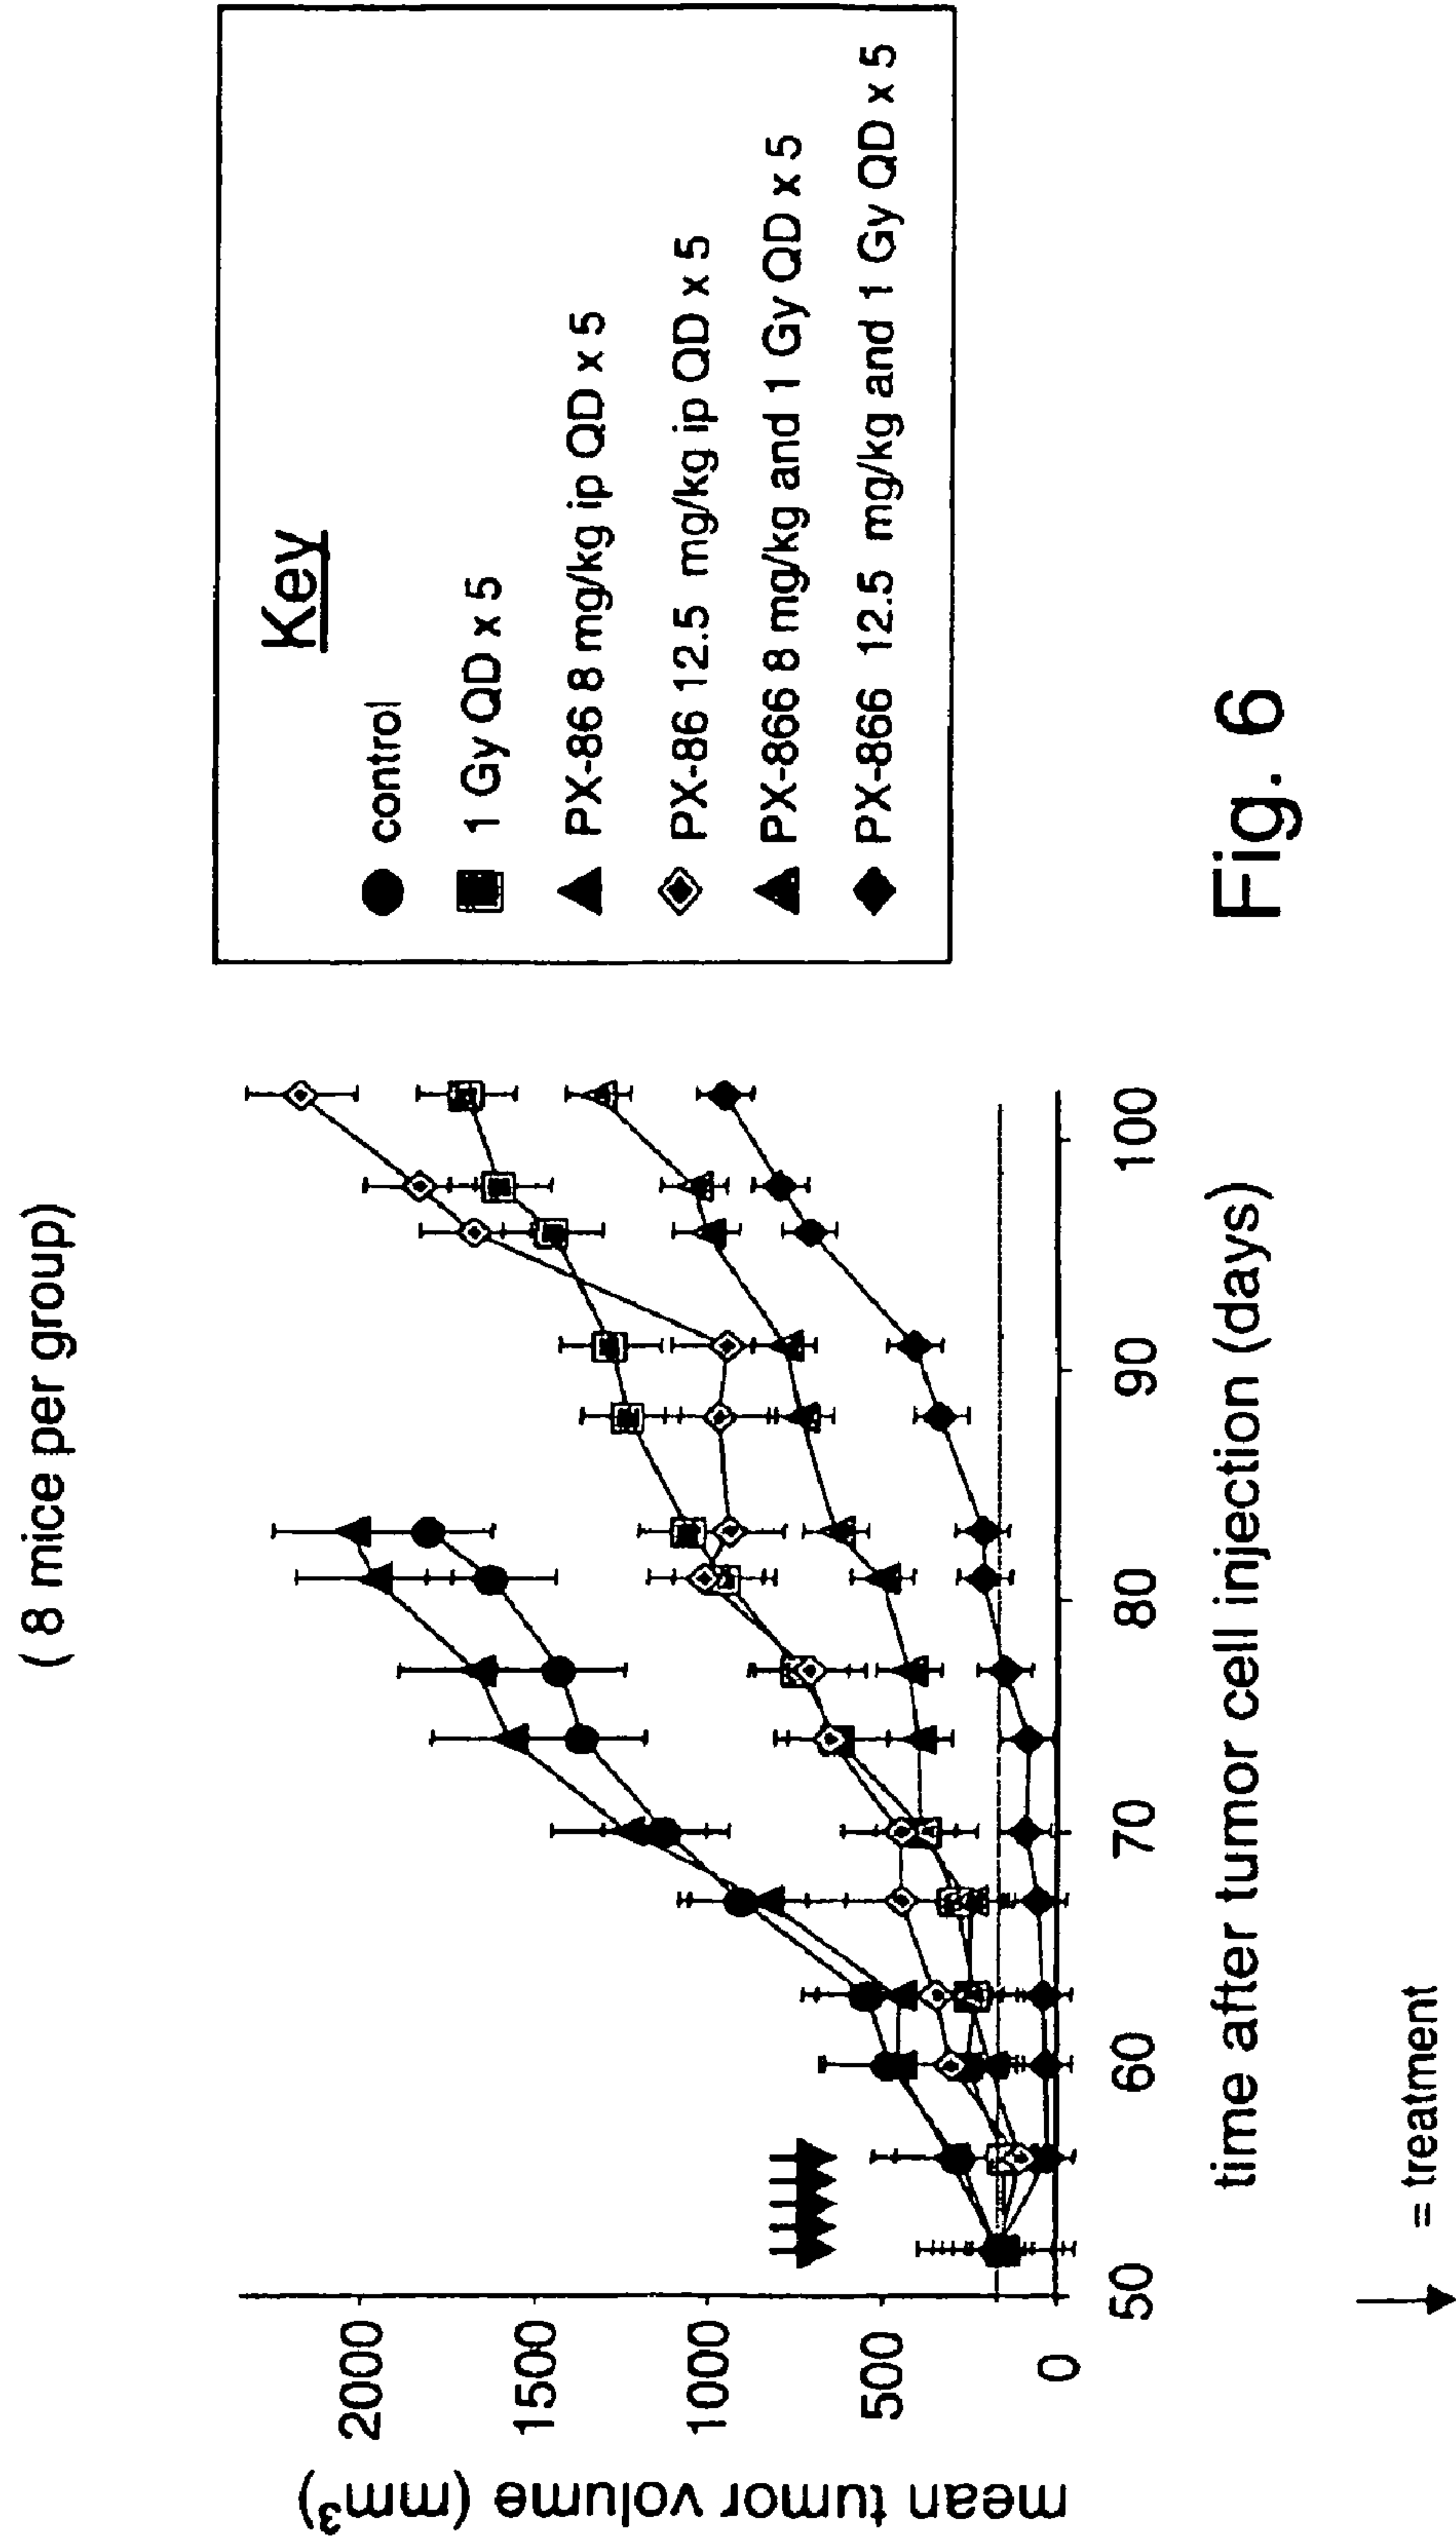 ( 8 mice per group)
mean tumor volume (mm³)
2000
1500
1000
500
0
50
60
70
80
90
100
time after tumor cell injection (days)
= treatment
Key
control
1 Gy QD x 5
PX-86 8 mg/kg ip QD x 5
PX-86 12.5 mg/kg ip QD x 5
PX-866 8 mg/kg and 1 Gy QD x 5
PX-866 12.5 mg/kg and 1 Gy QD x 5
Fig. 6